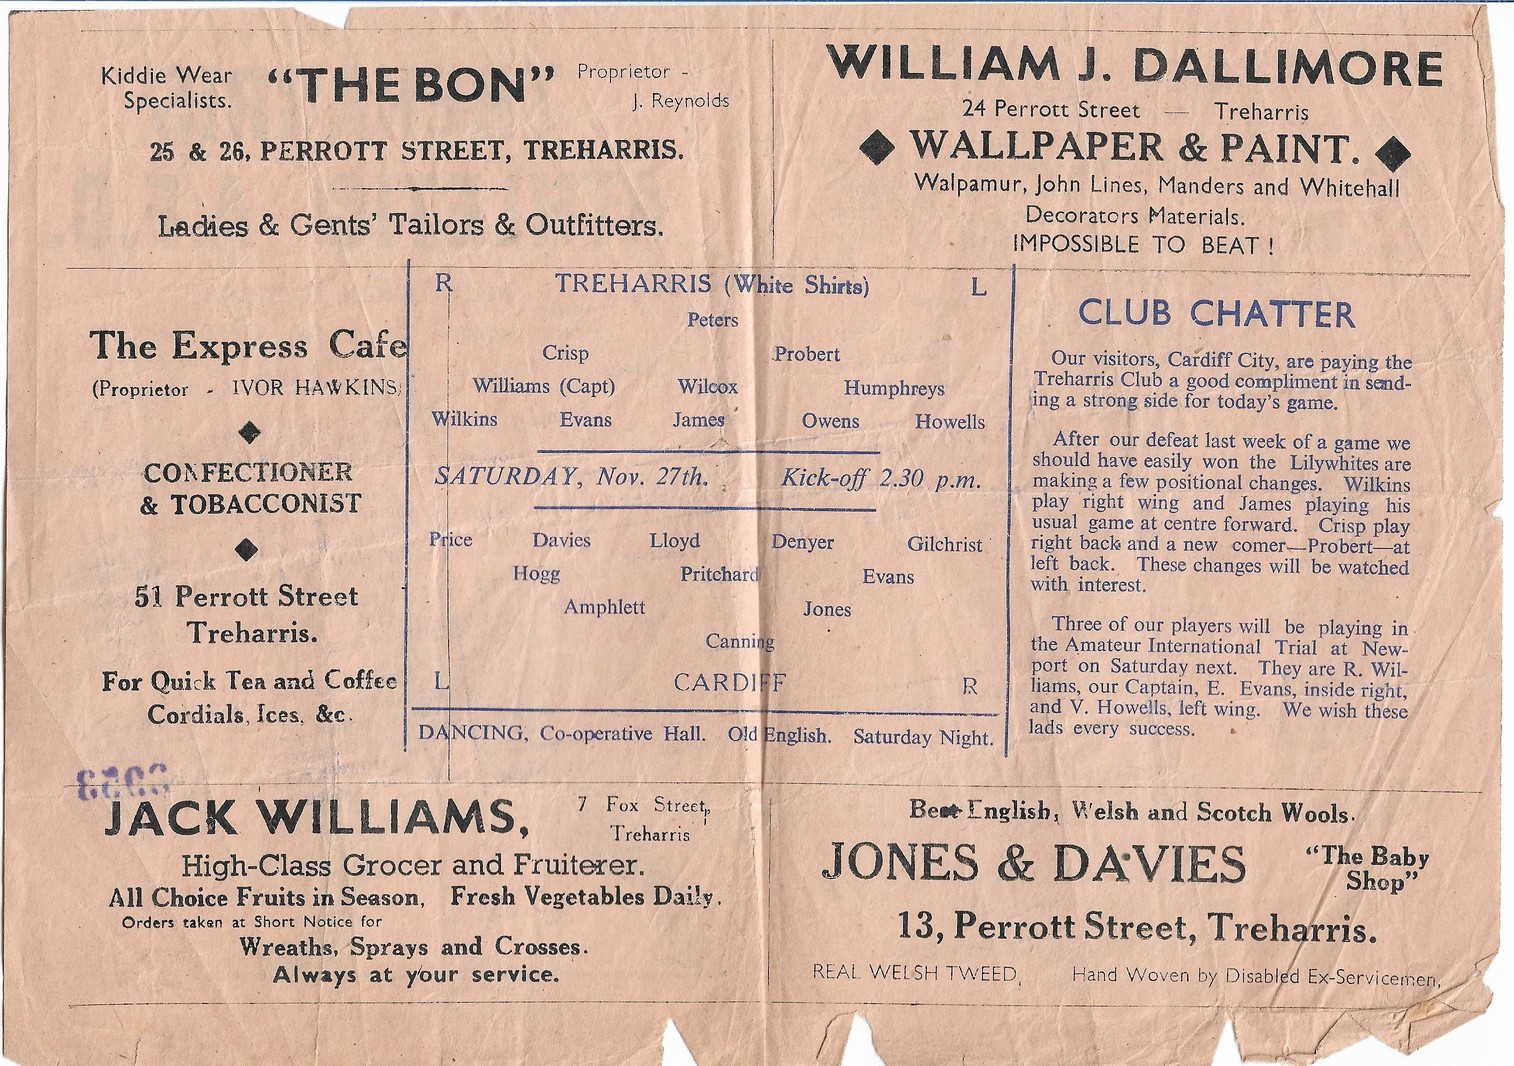 Kiddie Wear Specialists.
"THE BON"
Proprietor -
J. Reynolds
25 & 26, PERROTT STREET, TREHARRIS.
Ladies & Gents' Tailors & Outfitters.
WILLIAM J. DALLIMORE
24 Perrott Street — Treharris
◆ WALLPAPER & PAINT. ◆
Walpamur, John Lines, Manders and Whitehall
Decorators Materials.
IMPOSSIBLE TO BEAT !
The Express Cafe
(Proprietor - IVOR HAWKINS)
◆
CONFECTIONER
& TOBACCONIST
◆
51 Perrott Street
Treharris.
For Quick Tea and Coffee
Cordials, Ices, &c.
R TREHARRIS (White Shirts) L
Peters
Crisp Probert
Williams (Capt) Wilcox Humphreys
Wilkins Evans James Owens Howells
SATURDAY, Nov. 27th. Kick-off 2.30 p.m.
Price Davies Lloyd Denyer Gilchrist
Hogg Pritchard Evans
Amphlett Jones
Canning
L CARDIFF R
DANCING, Co-operative Hall. Old English. Saturday Night.
CLUB CHATTER
Our visitors, Cardiff City, are paying the
Treharris Club a good compliment in send-
ing a strong side for today's game.
After our defeat last week of a game we
should have easily won the Lilywhites are
making a few positional changes. Wilkins
play right wing and James playing his
usual game at centre forward. Crisp play
right back and a new comer—Probert—at
left back. These changes will be watched
with interest.
Three of our players will be playing in
the Amateur International Trial at New-
port on Saturday next. They are R. Wil-
liams, our Captain, E. Evans, inside right,
and V. Howells, left wing. We wish these
lads every success.
JACK WILLIAMS,
7 Fox Street,
Treharris
High-Class Grocer and Fruiterer.
All Choice Fruits in Season, Fresh Vegetables Daily.
Orders taken at Short Notice for
Wreaths, Sprays and Crosses.
Always at your service.
Best English, Welsh and Scotch Wools.
JONES & DAVIES
"The Baby
Shop"
13, Perrott Street, Treharris.
REAL WELSH TWEED, Hand Woven by Disabled Ex-Servicemen,